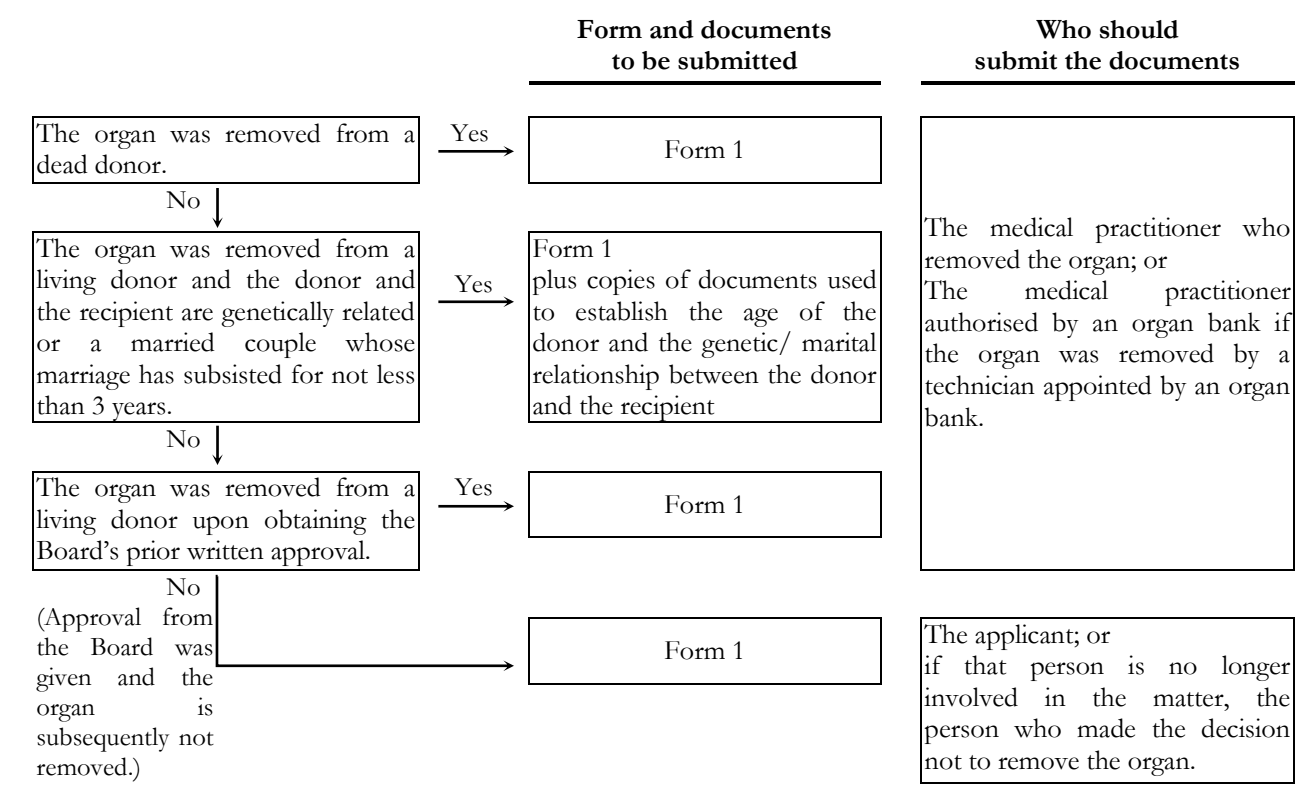 Form and documents
to be submitted
Who should
submit the documents
The organ was removed from a
dead donor.
Yes
Form 1
No
The organ was removed from a
living donor and the donor and
the recipient are genetically related
or a married couple whose
marriage has subsisted for not less
than 3 years.
Yes
Form 1
plus copies of documents used
to establish the age of the
donor and the genetic/ marital
relationship between the donor
and the recipient
The medical practitioner who
removed the organ; or
The medical practitioner
authorised by an organ bank if
the organ was removed by a
technician appointed by an organ
bank.
No
The organ was removed from a
living donor upon obtaining the
Board’s prior written approval.
Yes
Form 1
No
(Approval from
the Board was
given and the
organ is
subsequently not
removed.)
Form 1
The applicant; or
if that person is no longer
involved in the matter, the
person who made the decision
not to remove the organ.